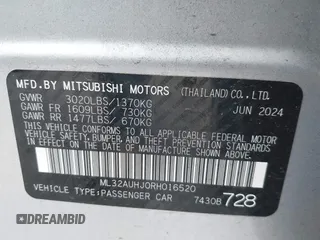 MFD.BY MITSUBISHI MOTORS (THAILAND) CO.,LTD.
GVWR 3020LBS/1370KG JUN 2024
GAWR FR 1609LBS/ 730KG
GAWR RR 1477LBS/ 670KG
THIS VEHICLE CONFORMS TO ALL APPLICABLE FEDERAL
MOTOR VEHICLE SAFETY, BUMPER, AND THEFT PREVENTION
STANDARDS IN EFFECT ON THE DATE OF MANUFACTURE
SHOWN ABOVE.
ML32AUHJ0RH016520
VEHICLE TYPE:PASSENGER CAR 7430B 728
DREAMBID